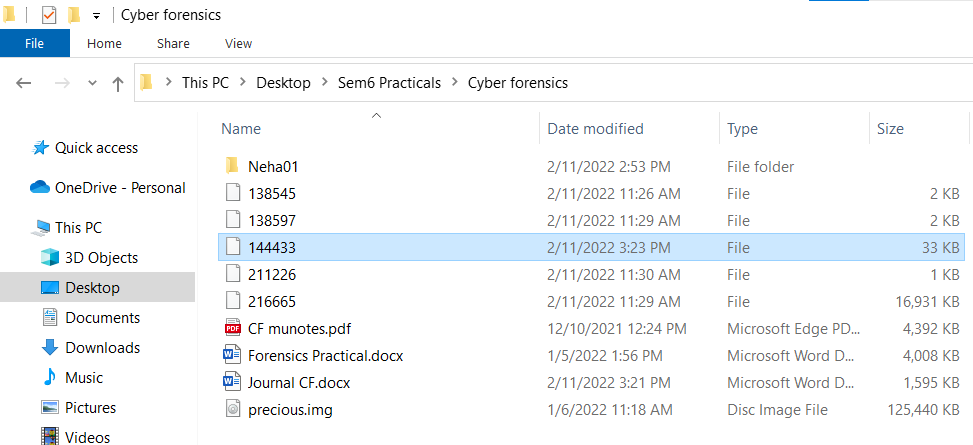 Cyber forensics
File Home Share View
This PC Desktop Sem6 Practicals Cyber forensics
Name Date modified Type Size
Quick access
OneDrive - Personal
This PC
3D Objects
Desktop
Documents
Downloads
Music
Pictures
Videos
Neha01 2/11/2022 2:53 PM File folder
138545 2/11/2022 11:26 AM File 2 KB
138597 2/11/2022 11:29 AM File 2 KB
144433 2/11/2022 3:23 PM File 33 KB
211226 2/11/2022 11:30 AM File 1 KB
216665 2/11/2022 11:29 AM File 16,931 KB
PDF CF munotes.pdf 12/10/2021 12:24 PM Microsoft Edge PD... 4,392 KB
W Forensics Practical.docx 1/5/2022 1:56 PM Microsoft Word D... 4,008 KB
W Journal CF.docx 2/11/2022 3:21 PM Microsoft Word D... 1,595 KB
precious.img 1/6/2022 11:18 AM Disc Image File 125,440 KB